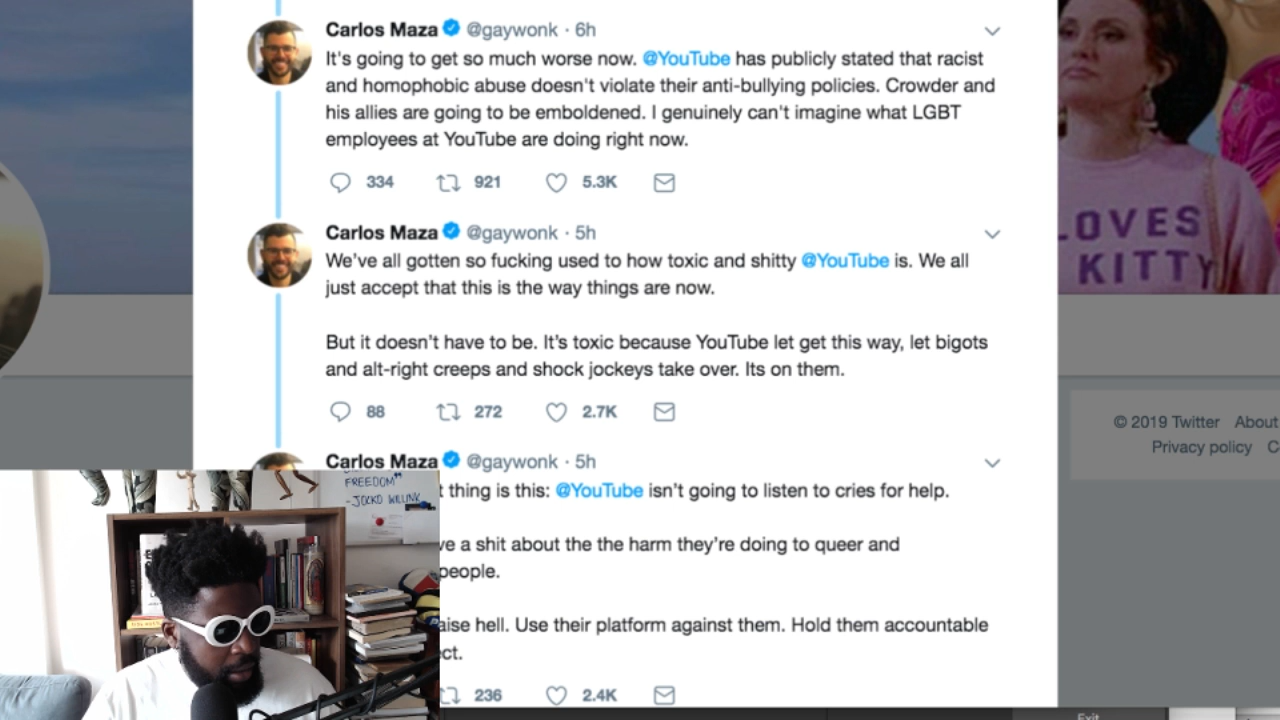 Carlos Maza @gaywonk · 6h
It's going to get so much worse now. @YouTube has publicly stated that racist
and homophobic abuse doesn't violate their anti-bullying policies. Crowder and
his allies are going to be emboldened. I genuinely can't imagine what LGBT
employees at YouTube are doing right now.
334 921 5.3K
Carlos Maza @gaywonk · 5h
We've all gotten so fucking used to how toxic and shitty @YouTube is. We all
just accept that this is the way things are now.
But it doesn't have to be. It's toxic because YouTube let get this way, let bigots
and alt-right creeps and shock jockeys take over. Its on them.
88 272 2.7K
Carlos Maza @gaywonk · 5h
thing is this: @YouTube isn't going to listen to cries for help.
a shit about the the harm they're doing to queer and
people.
hell. Use their platform against them. Hold them accountable
236 2.4K
LOVES
KITTY
© 2019 Twitter About
Privacy policy
FREEDOM"
-JOCKO WILLINK
Exit